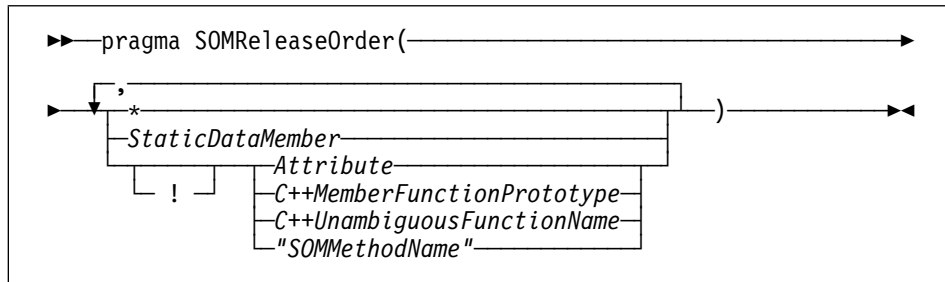 pragma SOMReleaseOrder(
,
* )
StaticDataMember
Attribute
!
C++MemberFunctionPrototype
C++UnambiguousFunctionName
"SOMMethodName"